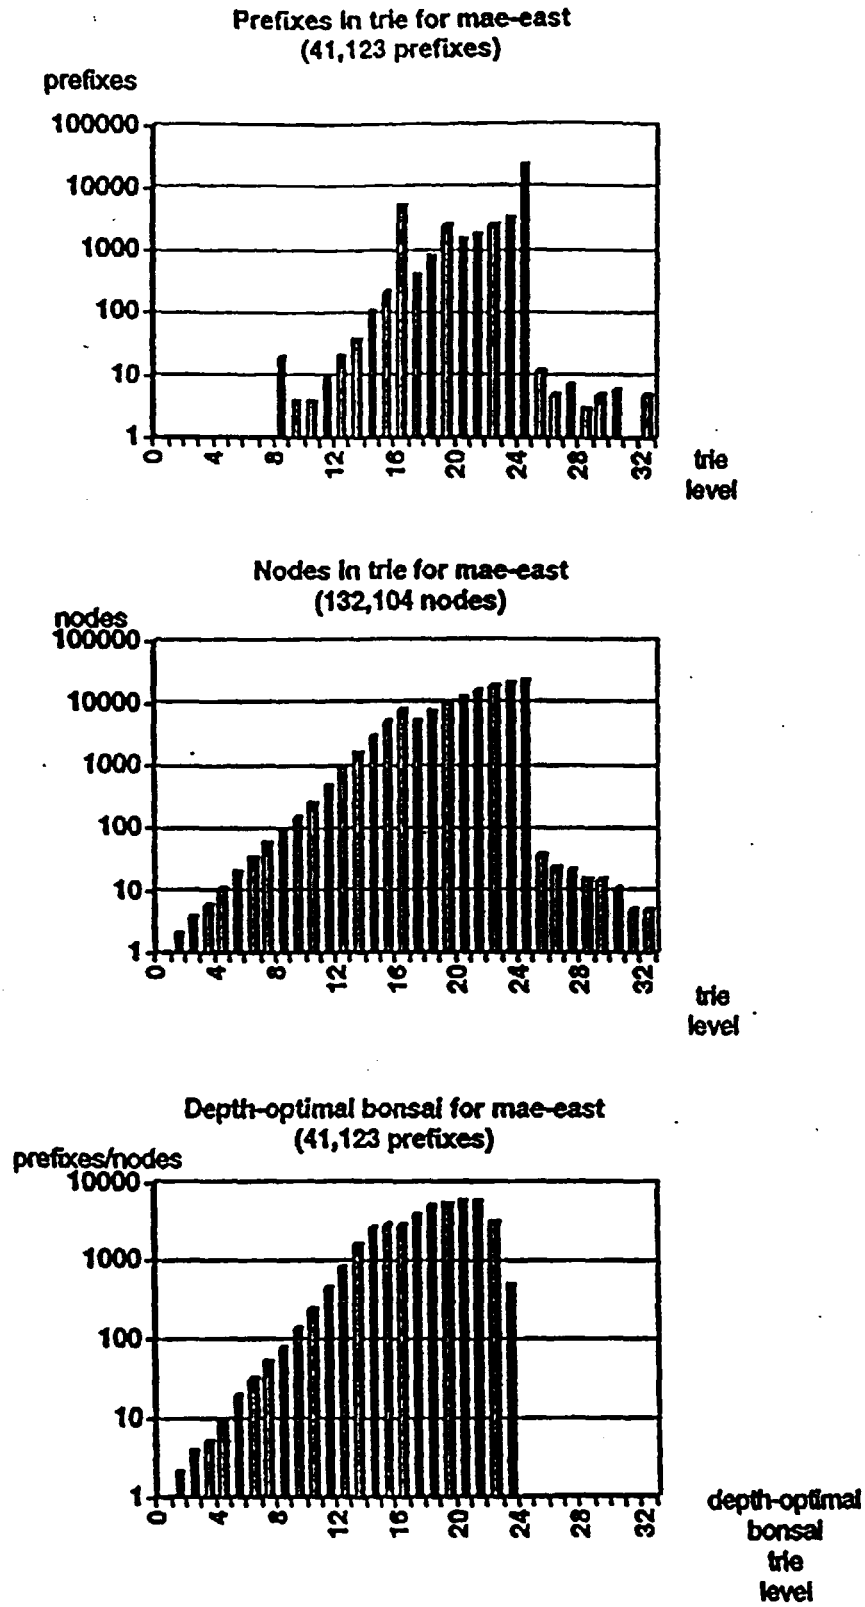 Prefixes in trie for mae-east
(41,123 prefixes)
prefixes
100000
10000
1000
100
10
1
0 4 8 12 16 20 24 28 32
trie
level
Nodes in trie for mae-east
(132,104 nodes)
nodes
100000
10000
1000
100
10
1
0 4 8 12 16 20 24 28 32
trie
level
Depth-optimal bonsai for mae-east
(41,123 prefixes)
prefixes/nodes
10000
1000
100
10
1
0 4 8 12 16 20 24 28 32
depth-optimal
bonsai
trie
level